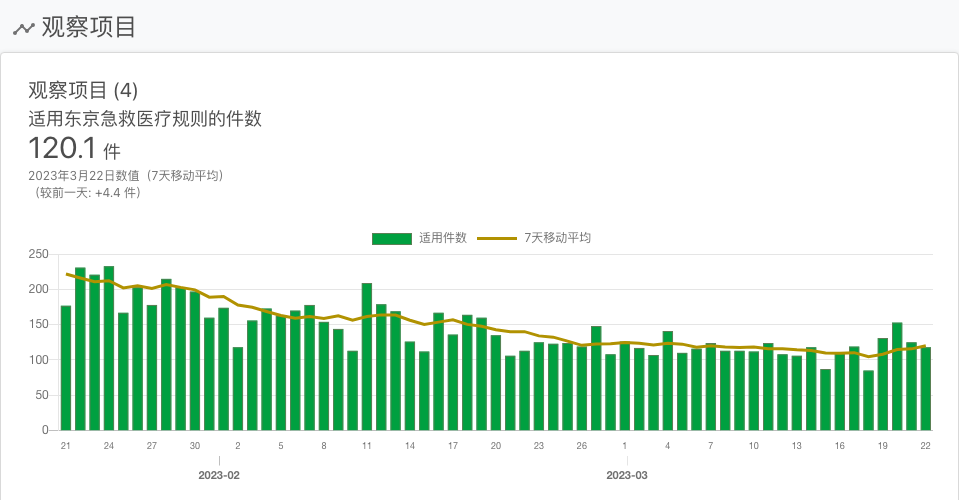 观察项目
观察项目 (4)
适用东京急救医疗规则的件数
120.1 件
2023年3月22日数值（7天移动平均）
（较前一天: +4.4 件）
适用件数 7天移动平均
250
200
150
100
50
0
21 24 27 30 2 5 8 11 14 17 20 23 26 1 4 7 10 13 16 19 22
2023-02 2023-03